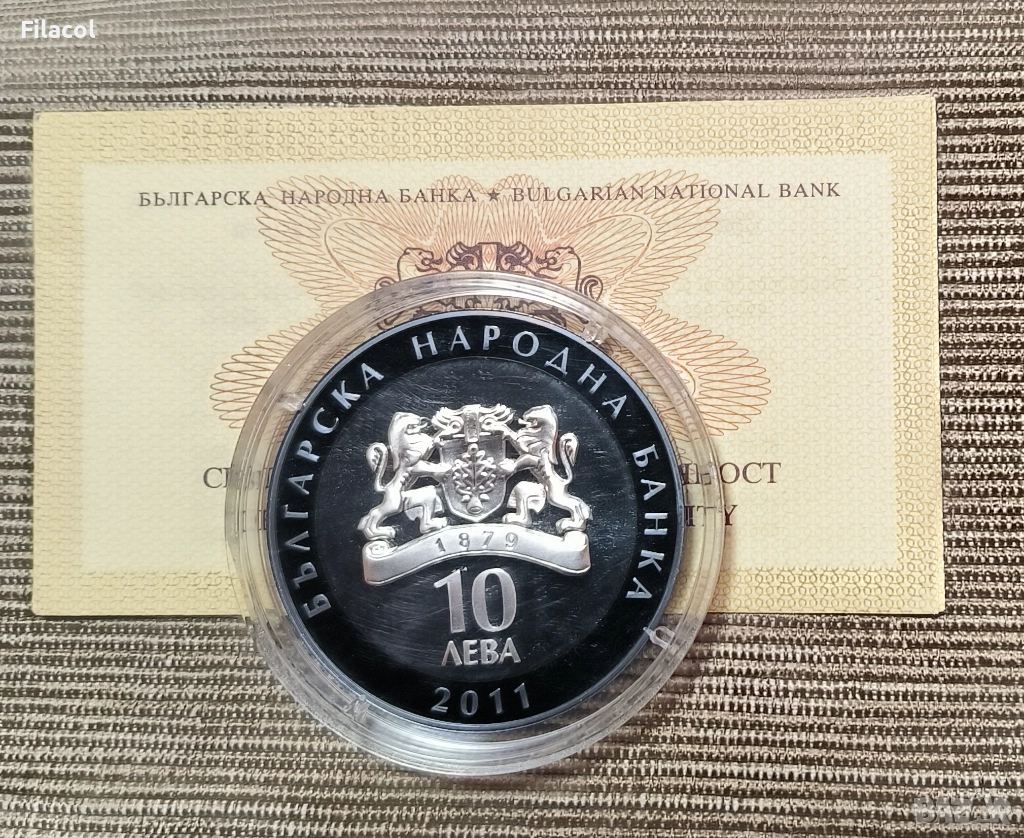 Filacol
БЪЛГАРСКА НАРОДНА БАНКА ★ BULGARIAN NATIONAL BANK
БЪЛГАРСКА НАРОДНА БАНКА
1879
10
ЛЕВА
2011